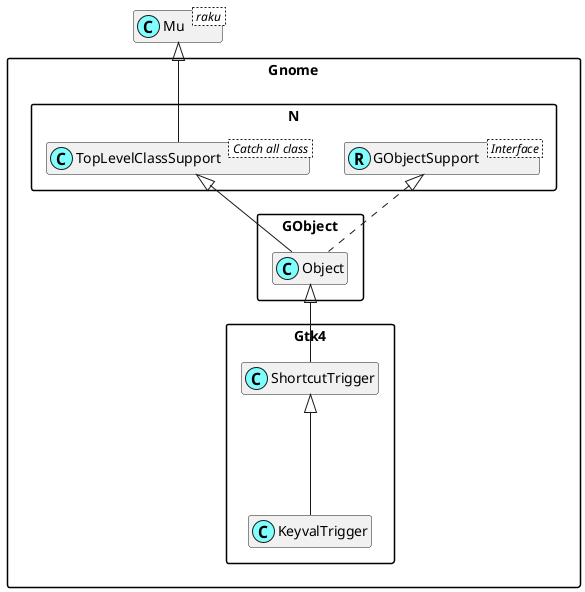 C Mu raku
Gnome
N
C TopLevelClassSupport Catch all class
R GObjectSupport Interface
GObject
C Object
Gtk4
C ShortcutTrigger
C KeyvalTrigger